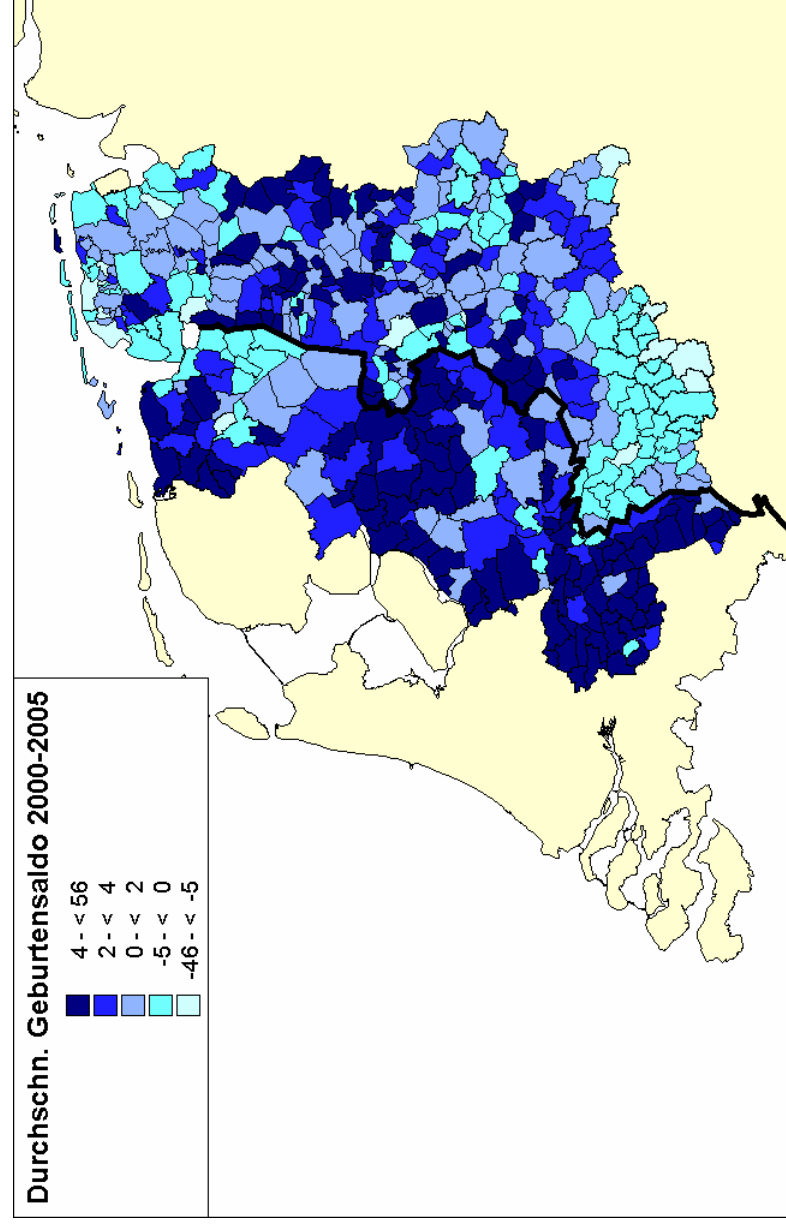 Durchschn. Geburtensaldo 2000-2005
4 - < 56
2 - < 4
0 - < 2
-5 - < 0
-46 - < -5